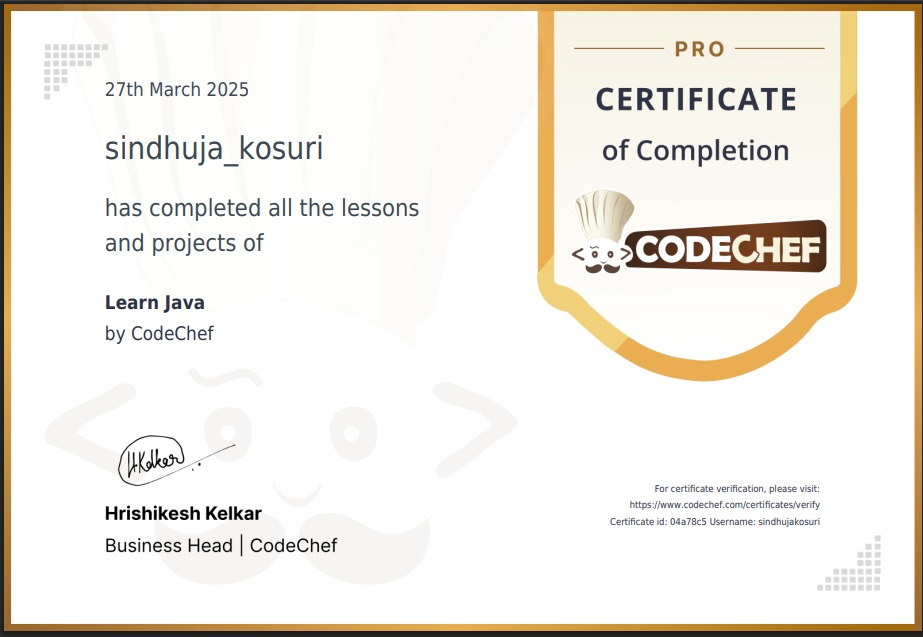 27th March 2025
sindhuja_kosuri
has completed all the lessons
and projects of
Learn Java
by CodeChef
PRO
CERTIFICATE
of Completion
CODECHEF
HKelkar
Hrishikesh Kelkar
Business Head | CodeChef
For certificate verification, please visit:
https://www.codechef.com/certificates/verify
Certificate id: 04a78c5 Username: sindhujakosuri